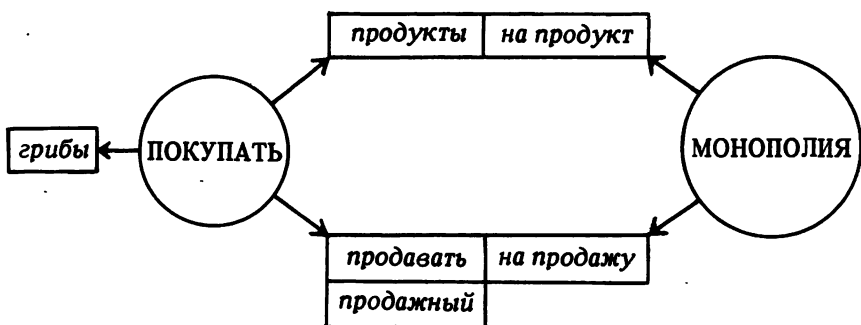 продукты на продукт
грибы ПОКУПАТЬ МОНОПОЛИЯ
продавать на продажу
продажный